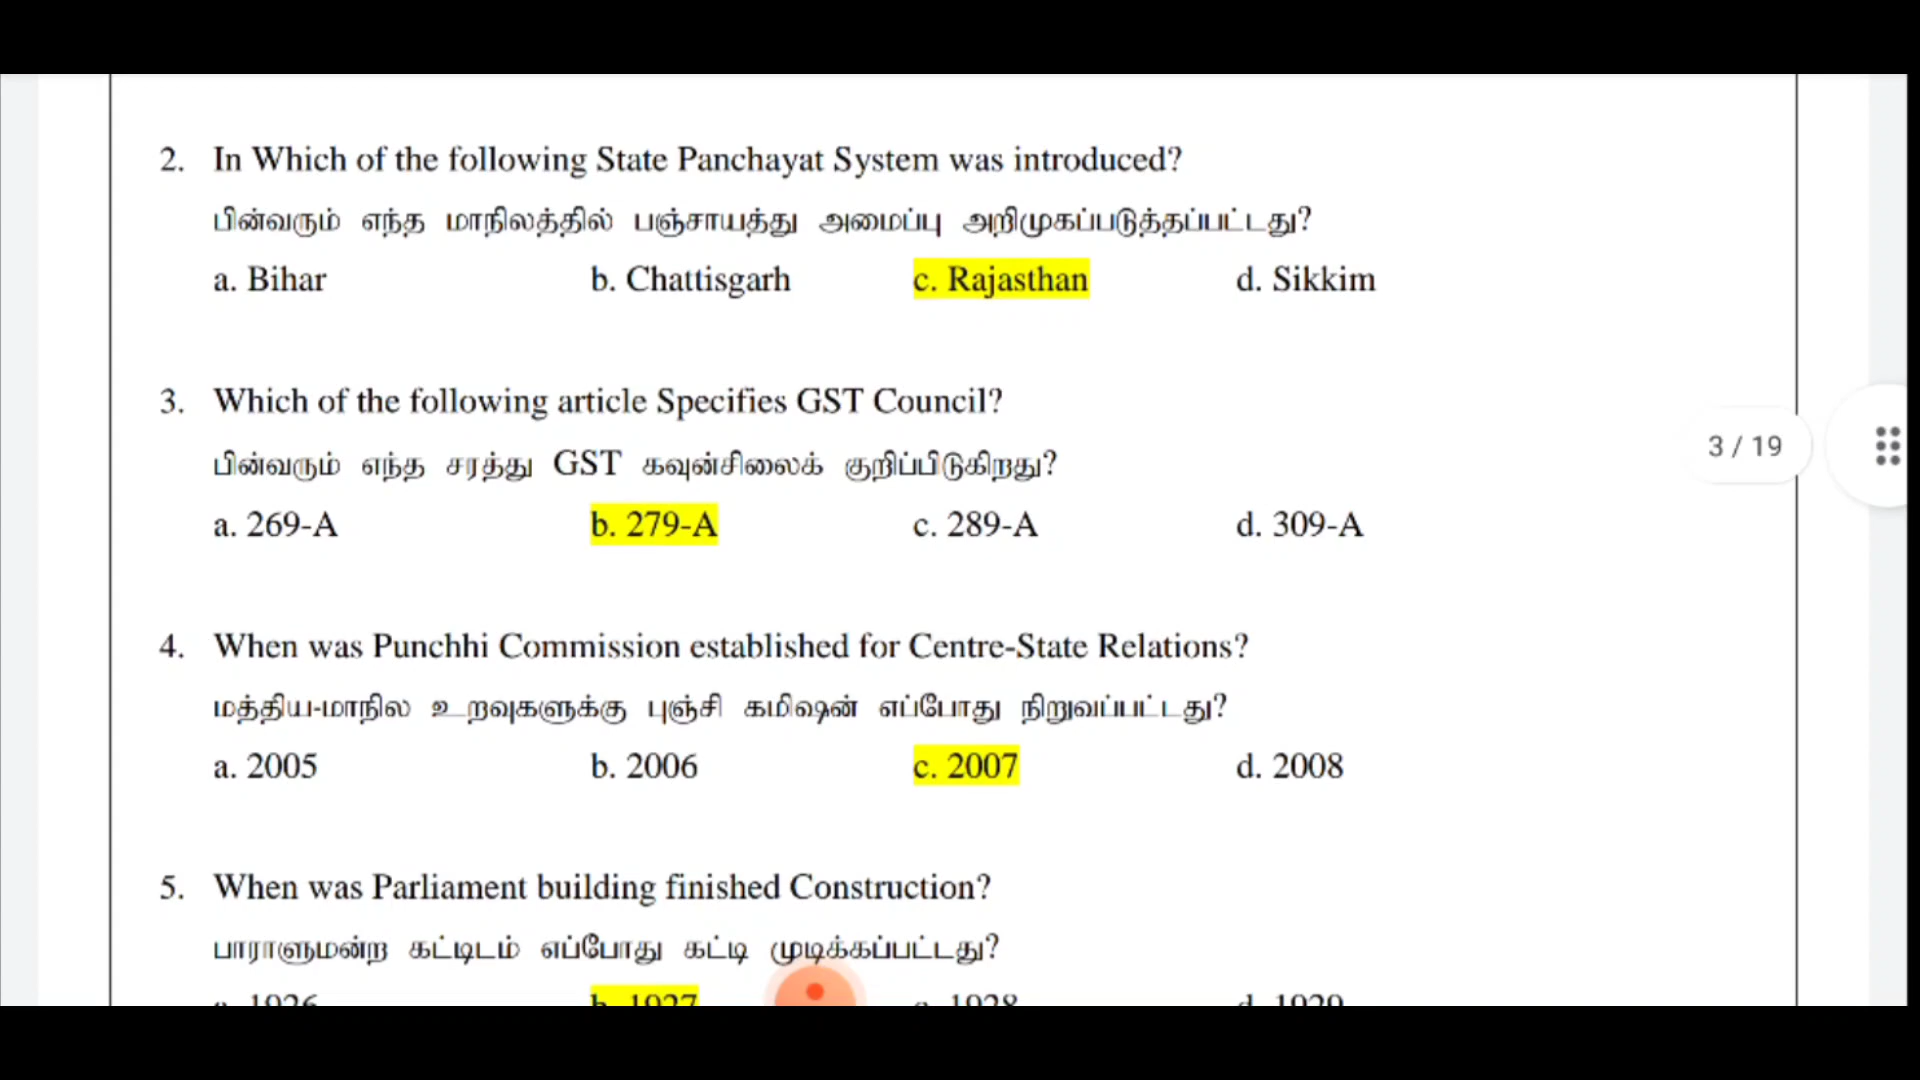 2. In Which of the following State Panchayat System was introduced?
பின்வரும் எந்த மாநிலத்தில் பஞ்சாயத்து அமைப்பு அறிமுகப்படுத்தப்பட்டது?
a. Bihar b. Chattisgarh c. Rajasthan d. Sikkim
3. Which of the following article Specifies GST Council?
பின்வரும் எந்த சரத்து GST கவுன்சிலைக் குறிப்பிடுகிறது?
3 / 19
a. 269-A b. 279-A c. 289-A d. 309-A
4. When was Punchhi Commission established for Centre-State Relations?
மத்திய-மாநில உறவுகளுக்கு புஞ்சி கமிஷன் எப்போது நிறுவப்பட்டது?
a. 2005 b. 2006 c. 2007 d. 2008
5. When was Parliament building finished Construction?
பாராளுமன்ற கட்டிடம் எப்போது கட்டி முடிக்கப்பட்டது?
a. 1926 b. 1927 c. 1928 d. 1929